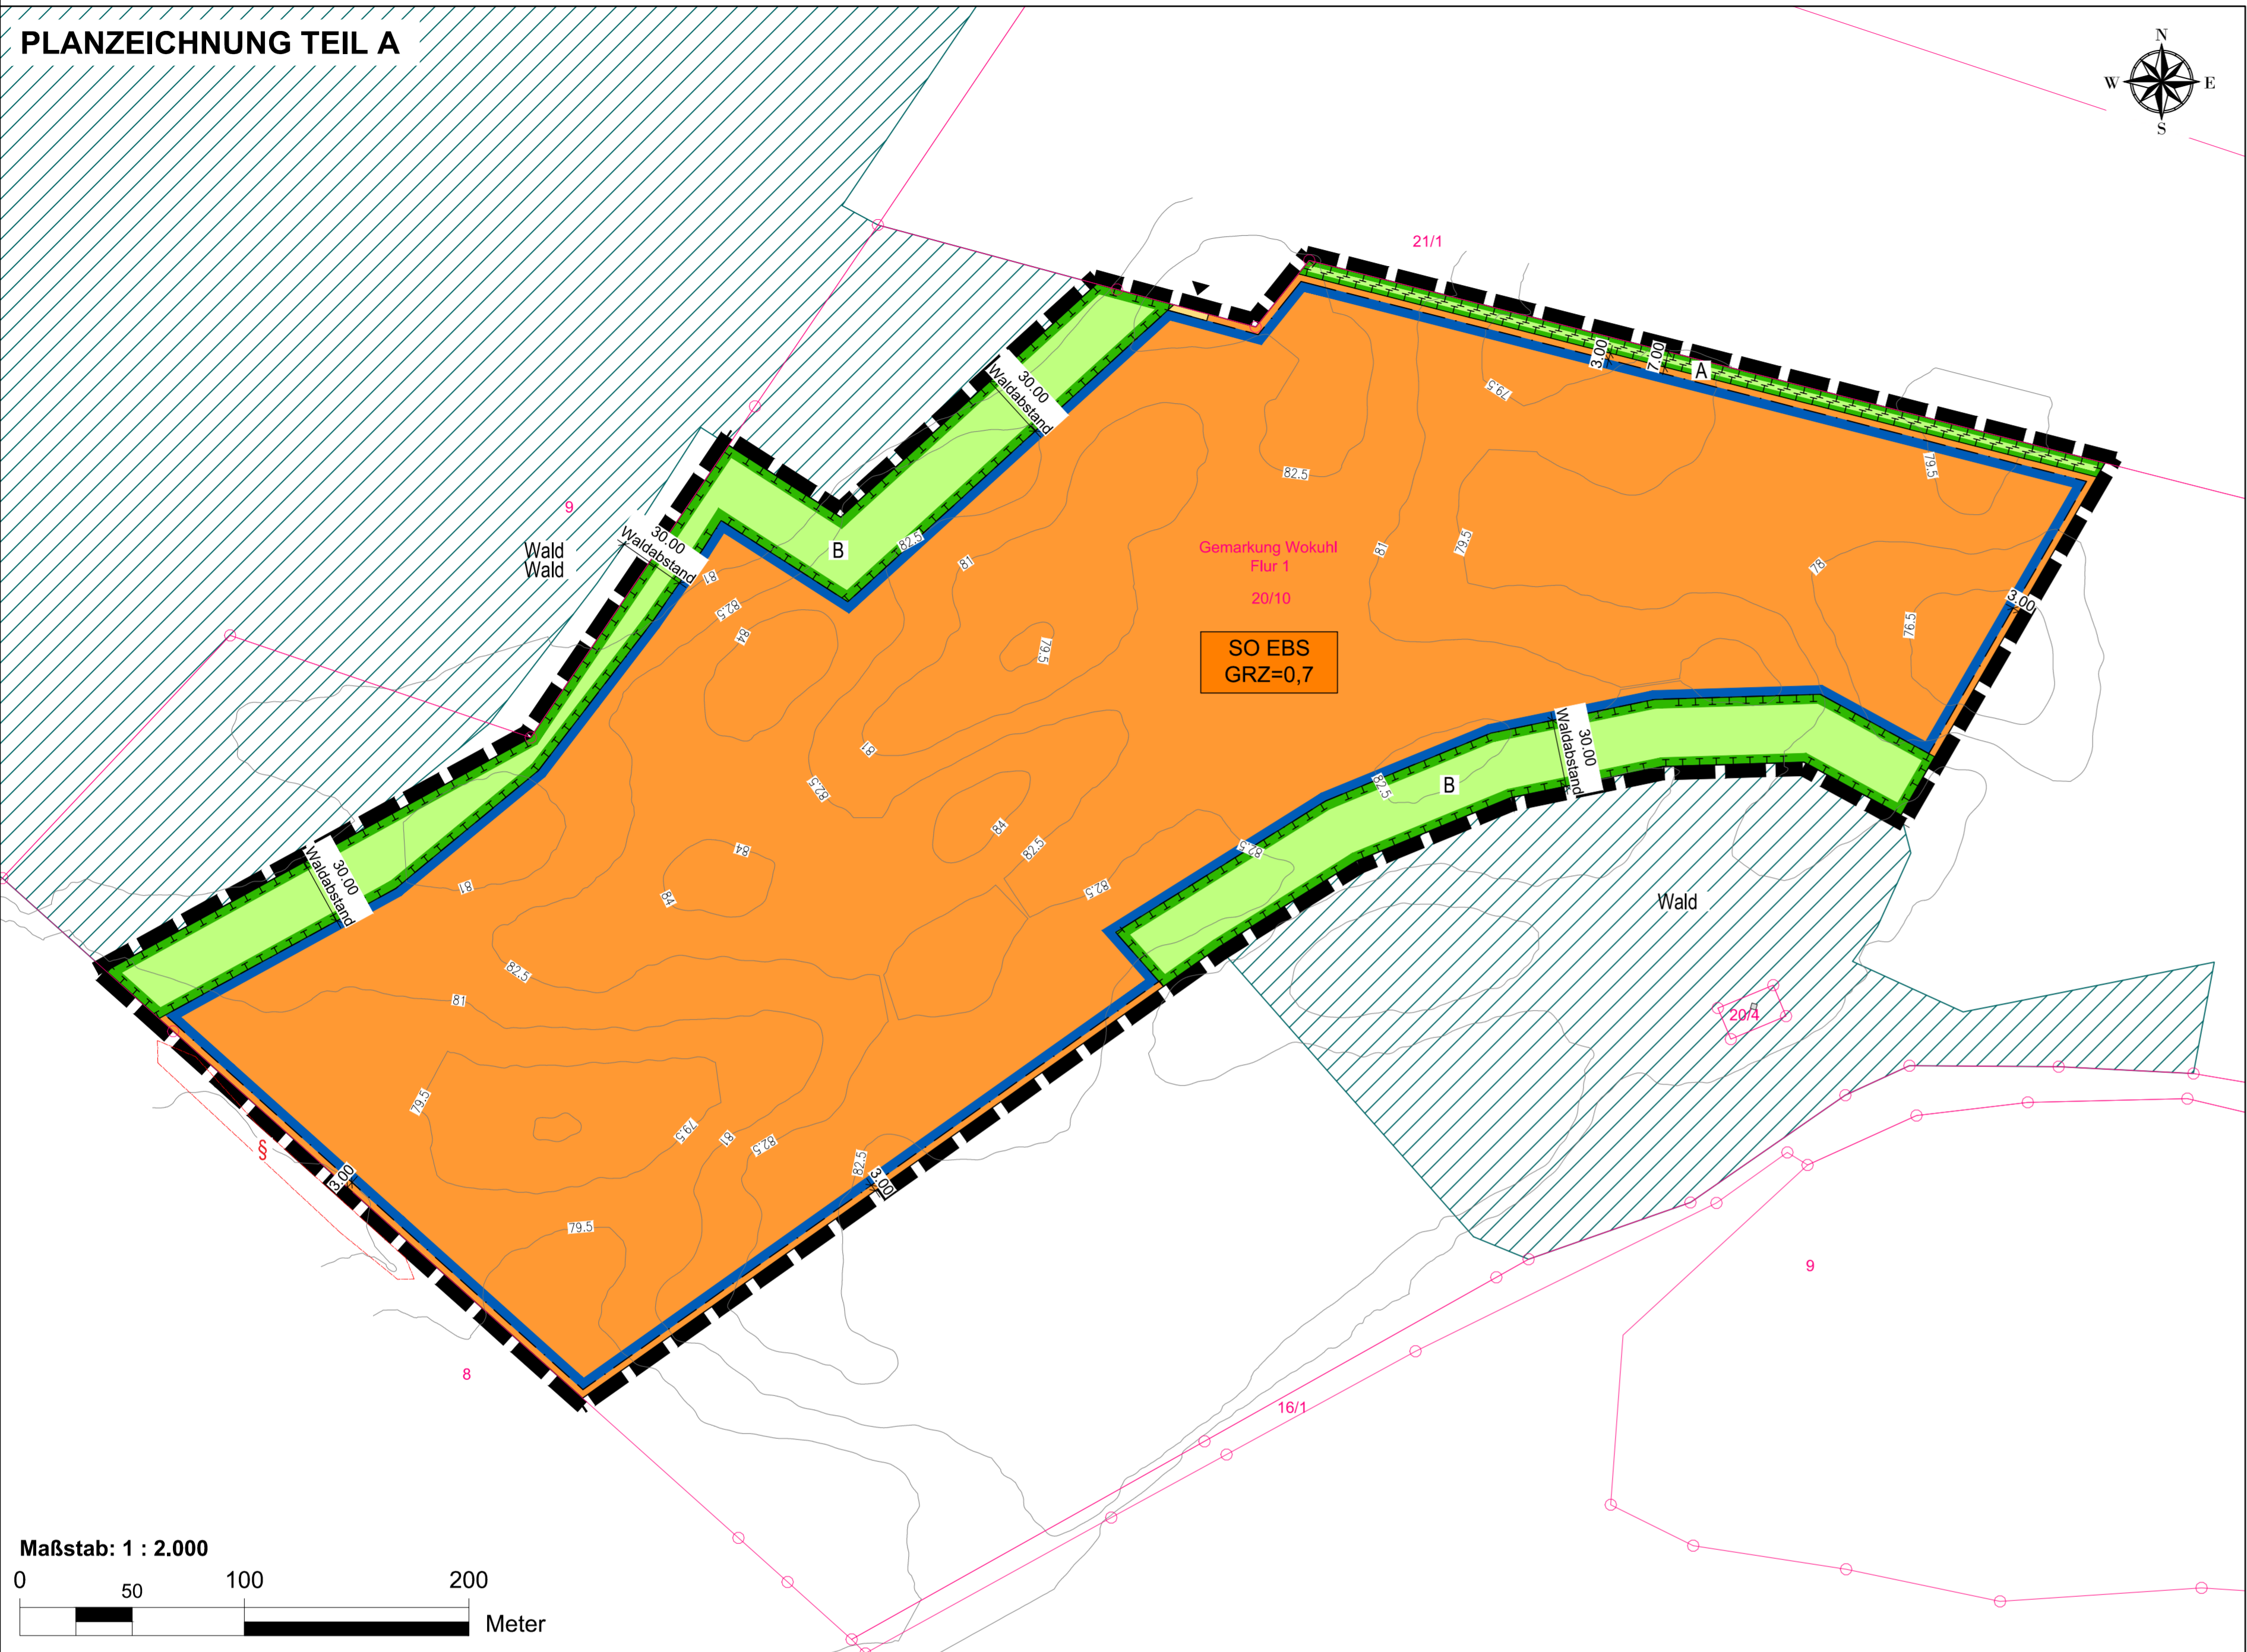 PLANZEICHNUNG TEIL A
N
W
E
S
21/1
3.00
7.00
A
79.5
79.5
30.00
Waldabstand
82.5
9
Wald
Wald
30.00
Waldabstand
B
82.5
81
81
82.5
84
79.5
Gemarkung Wokuhl
Flur 1
20/10
SO EBS
GRZ=0,7
81
79.5
78
76.5
3.00
81
82.5
84
82.5
84
84
30.00
Waldabstand
82.5
B
82.5
82.5
30.00
Waldabstand
81
82.5
81
Wald
20/4
79.5
79.5
81
82.5
82.5
3.00
§
3.00
79.5
9
8
16/1
Maßstab: 1 : 2.000
0
50
100
200
Meter